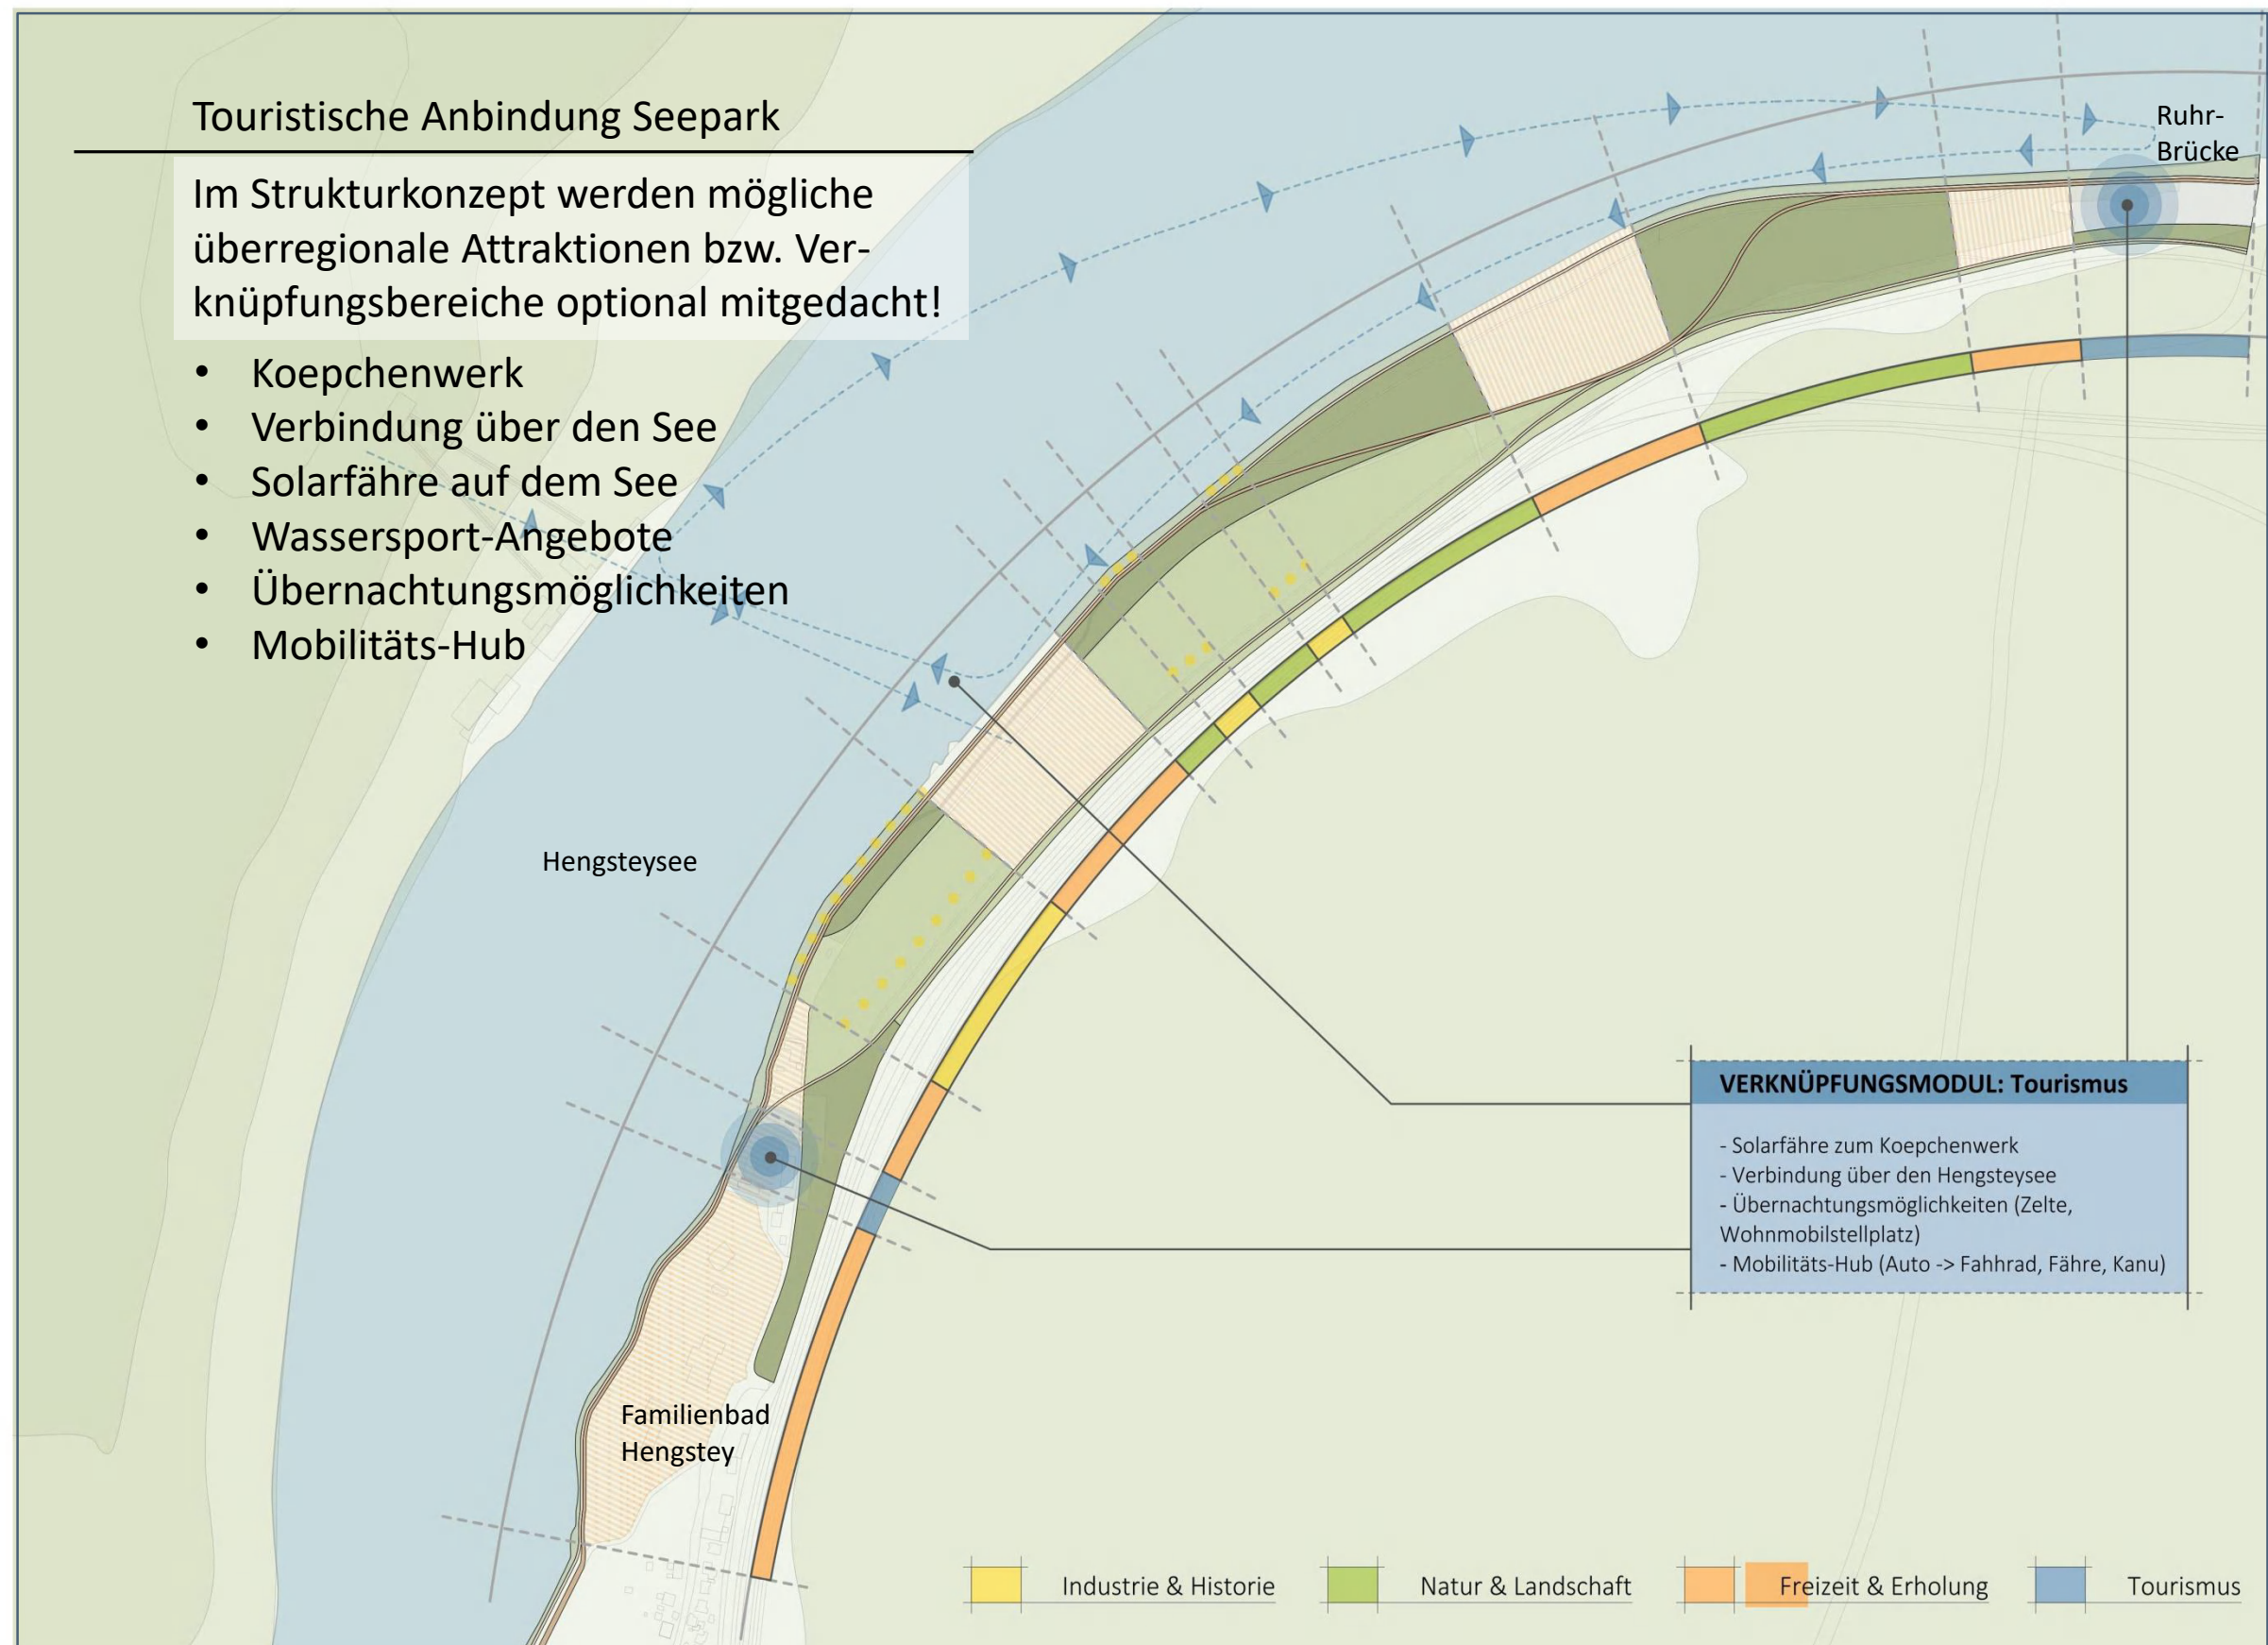 Touristische Anbindung Seepark
Im Strukturkonzept werden mögliche
überregionale Attraktionen bzw. Ver-
knüpfungsbereiche optional mitgedacht!
• Koepchenwerk
• Verbindung über den See
• Solarfähre auf dem See
• Wassersport-Angebote
• Übernachtungsmöglichkeiten
• Mobilitäts-Hub
Ruhr-
Brücke
Hengsteysee
VERKNÜPFUNGSMODUL: Tourismus
- Solarfähre zum Koepchenwerk
- Verbindung über den Hengsteysee
- Übernachtungsmöglichkeiten (Zelte,
Wohnmobilstellplatz)
- Mobilitäts-Hub (Auto -> Fahhrad, Fähre, Kanu)
Familienbad
Hengstey
Industrie & Historie
Natur & Landschaft
Freizeit & Erholung
Tourismus